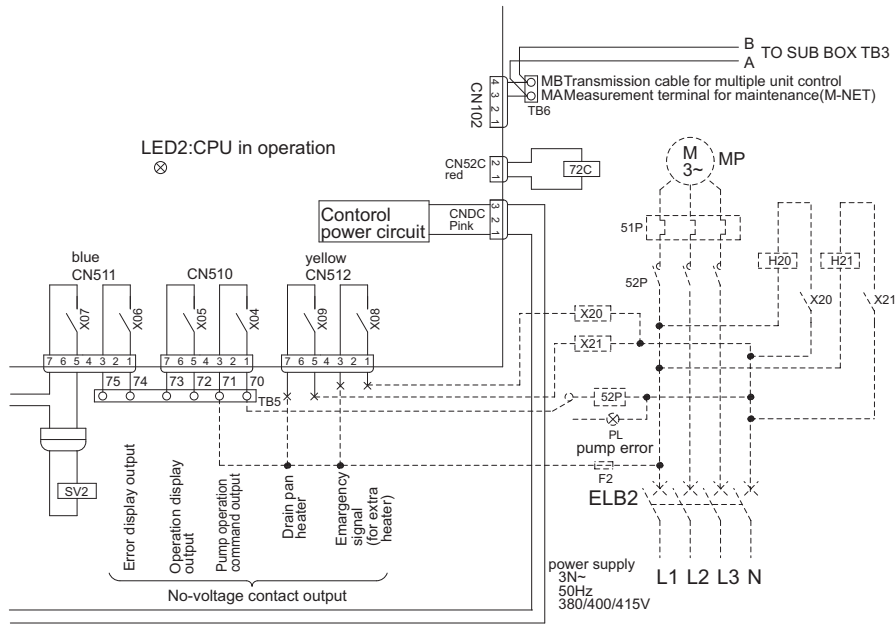 B
A
TO SUB BOX TB3
CN102
4
3
2
1
MBTransmission cable for multiple unit control
MAMeasurement terminal for maintenance(M-NET)
TB6
LED2:CPU in operation
CN52C
red
2
1
72C
M
3~
MP
Contorol
power circuit
CNDC
Pink
3
2
1
51P
52P
H20
H21
X20
X21
blue
CN511
CN510
yellow
CN512
X07
X06
X05
X04
X09
X08
7 6 5 4 3 2 1
7 6 5 4 3 2 1
7 6 5 4 3 2 1
X20
X21
75 74 73 72 71 70
TB5
52P
PL
pump error
F2
SV2
ELB2
Error display output
Operation display
output
Pump operation
command output
Drain pan
heater
Emargency
signal
(for extra
heater)
No-voltage contact output
power supply
3N~
50Hz
380/400/415V
L1 L2 L3 N